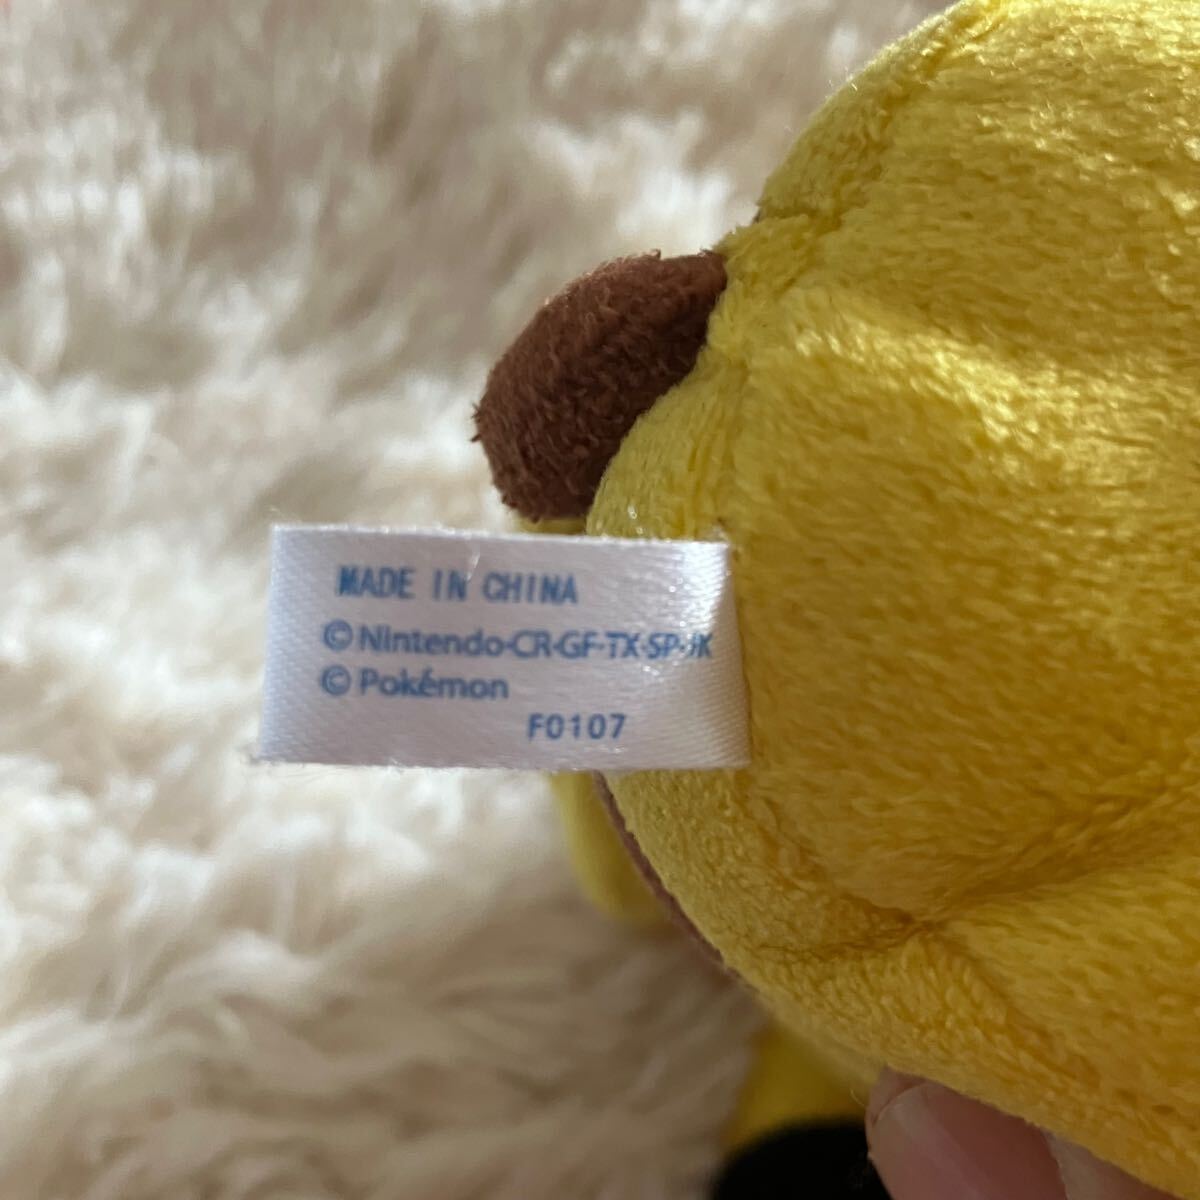 MADE IN CHINA
©Nintendo·CR·GF·TX·SP·JK
© Pokémon
F0107